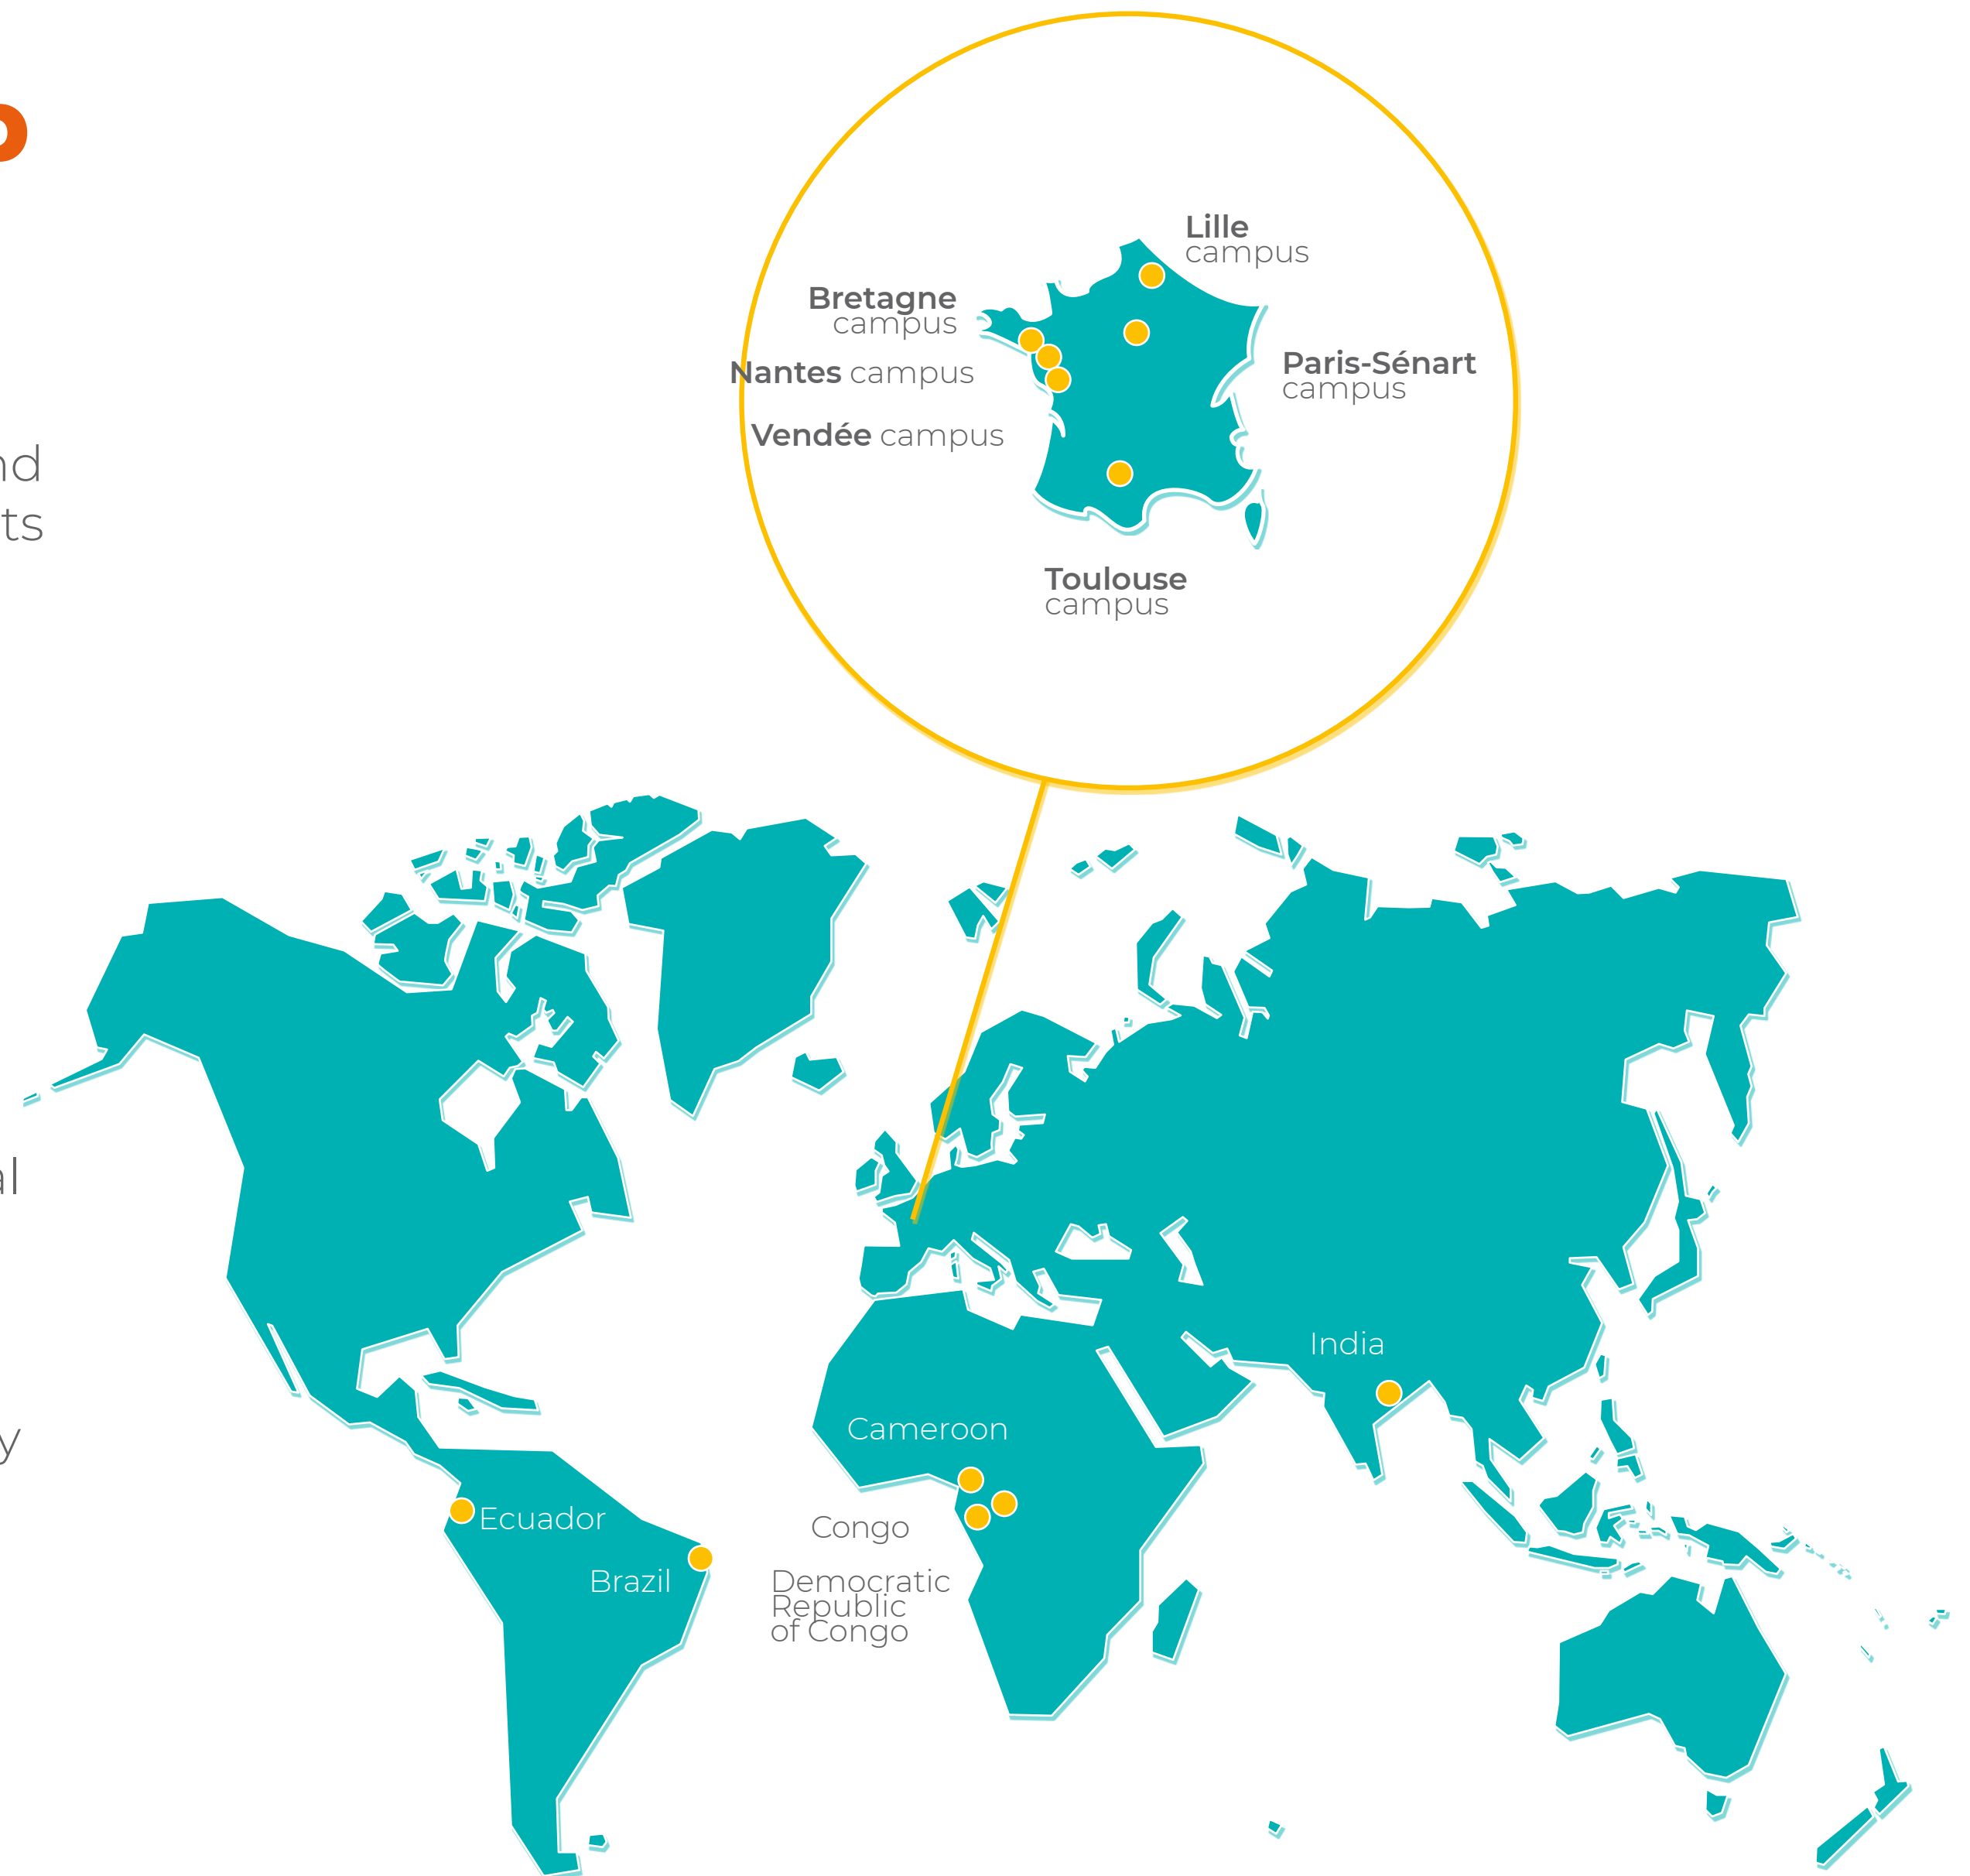 Lille
campus
Bretagne
campus
Nantes campus
Paris-Sénart
campus
Vendée campus
Toulouse
campus
India
Cameroon
Ecuador
Congo
Brazil
Democratic
Republic
of Congo